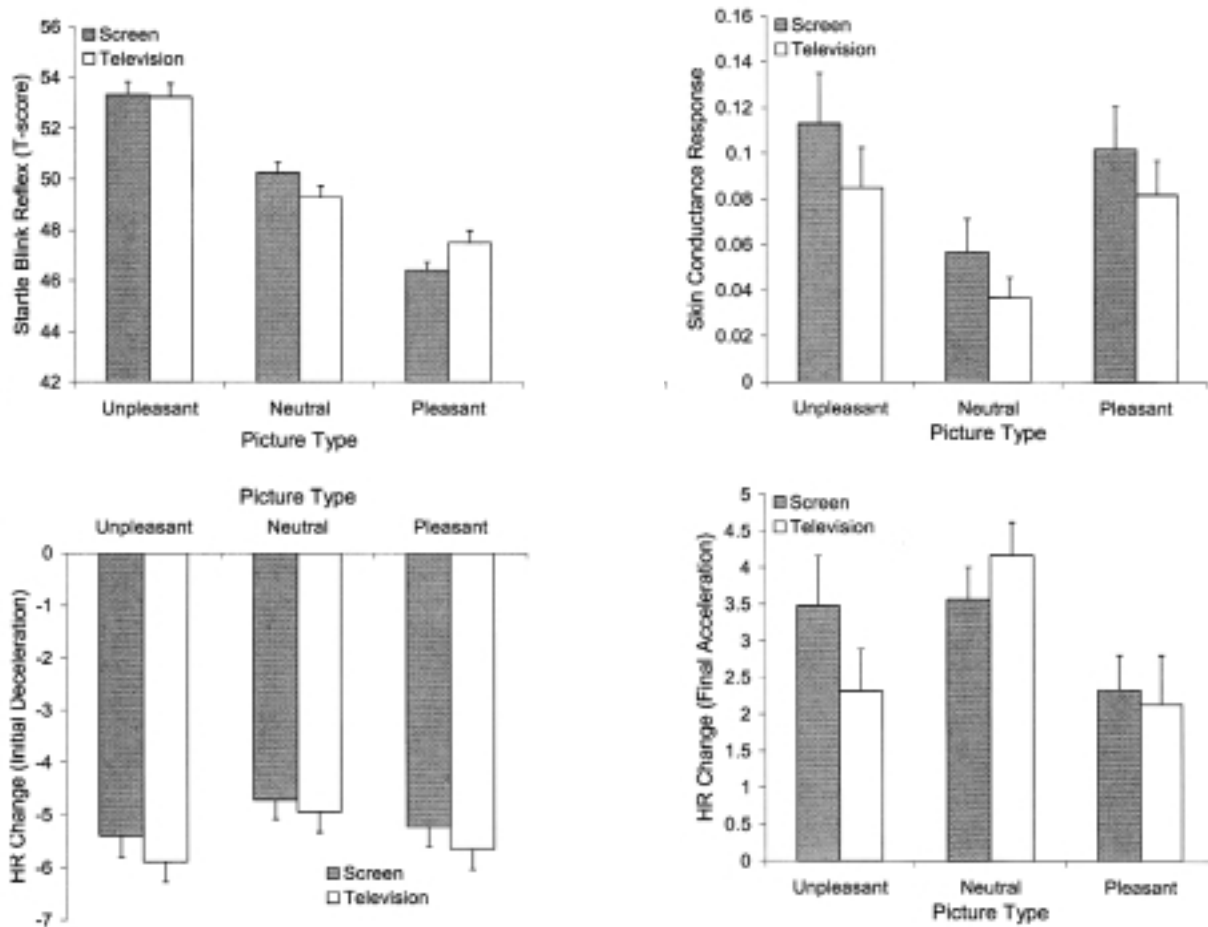 Startle Blink Reflex (T-score)
56
54
52
50
48
46
44
42
Screen
Television
Unpleasant Neutral Pleasant
Picture Type
Skin Conductance Response
0.16
0.14
0.12
0.1
0.08
0.06
0.04
0.02
0
Screen
Television
Unpleasant Neutral Pleasant
Picture Type
Picture Type
Unpleasant Neutral Pleasant
HR Change (Initial Deceleration)
0
-1
-2
-3
-4
-5
-6
-7
Screen
Television
HR Change (Final Acceleration)
5
4.5
4
3.5
3
2.5
2
1.5
1
0.5
0
Screen
Television
Unpleasant Neutral Pleasant
Picture Type